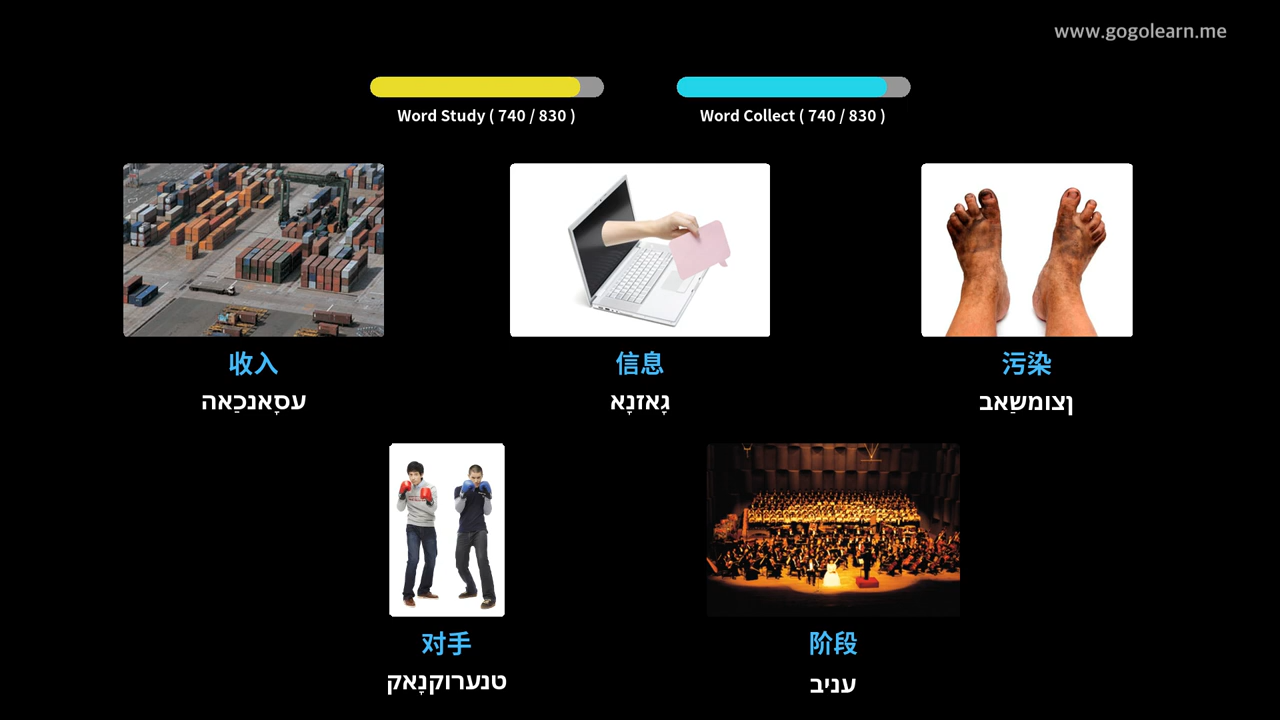 www.gogolearn.me
Word Study ( 740 / 830 )
Word Collect ( 740 / 830 )
收入
עסָאנכַאה
信息
גָאזנָא
污染
ןצומשַאב
对手
טנערוקנָאק
阶段
עניב